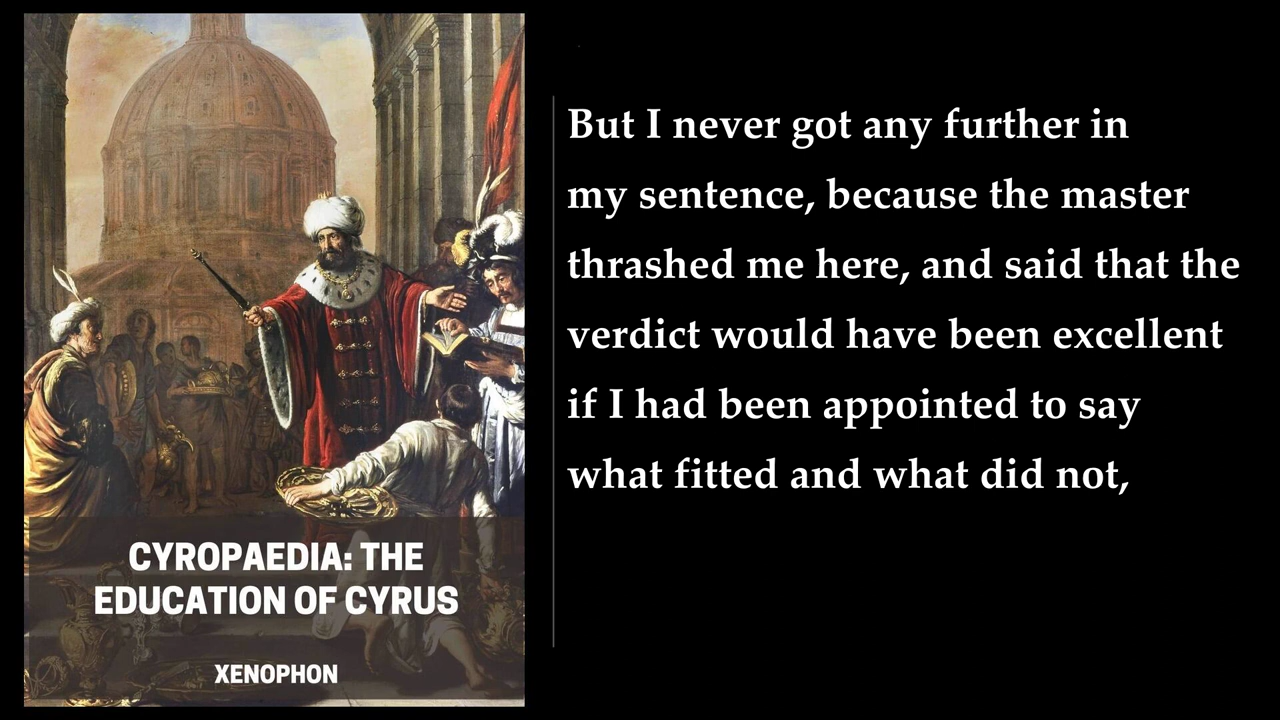 CYROPAEDIA: THE
EDUCATION OF CYRUS
XENOPHON
But I never got any further in
my sentence, because the master
thrashed me here, and said that the
verdict would have been excellent
if I had been appointed to say
what fitted and what did not,